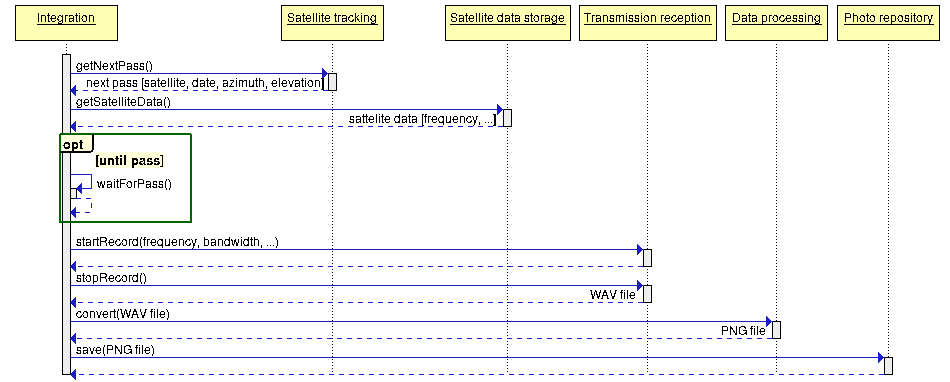 Integration
Satellite tracking
Satellite data storage
Transmission reception
Data processing
Photo repository
getNextPass()
next pass [satellite, date, azimuth, elevation]
getSatelliteData()
sattelite data [frequency, ...]
opt
[until pass]
waitForPass()
startRecord(frequency, bandwidth, ...)
stopRecord()
WAV file
convert(WAV file)
PNG file
save(PNG file)